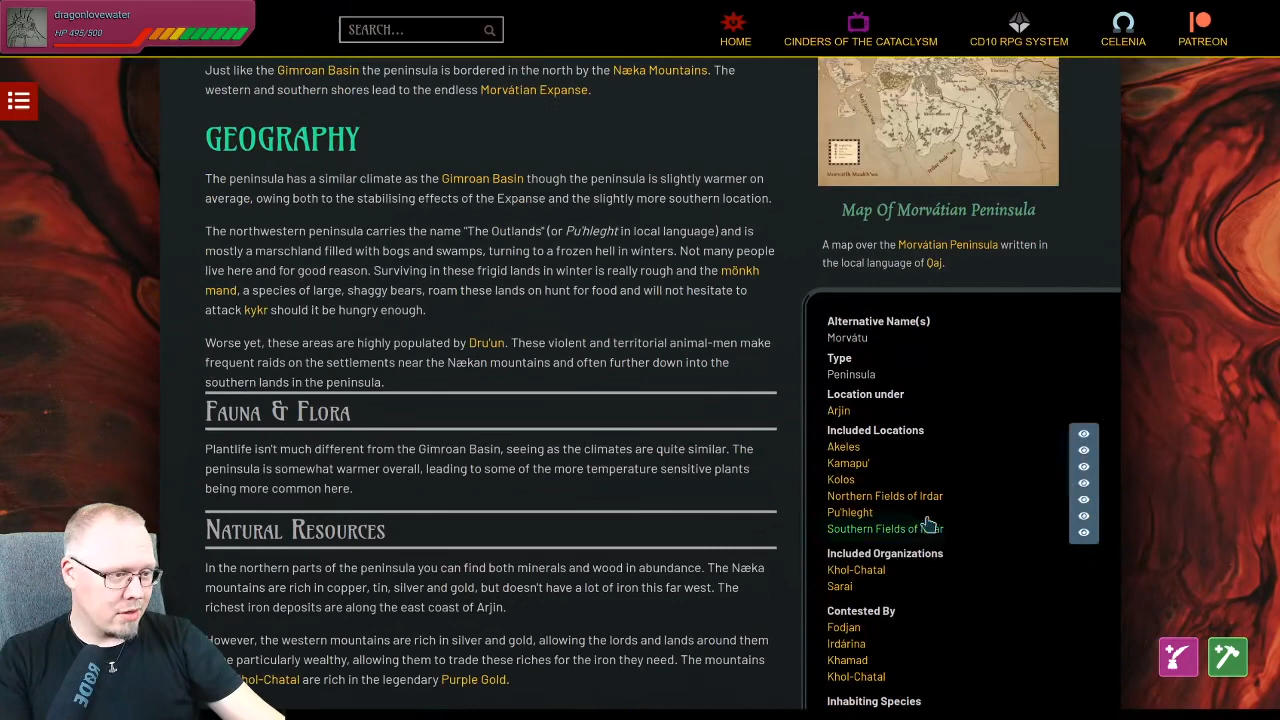 dragonlovewater
HP 495/500
SEARCH...
HOME
CINDERS OF THE CATACLYSM
CD10 RPG SYSTEM
CELENIA
PATREON
Just like the Gimroan Basin the peninsula is bordered in the north by the Næka Mountains. The
western and southern shores lead to the endless Morvátian Expanse.
GEOGRAPHY
The peninsula has a similar climate as the Gimroan Basin though the peninsula is slightly warmer on
average, owing both to the stabilising effects of the Expanse and the slightly more southern location.
The northwestern peninsula carries the name "The Outlands" (or Pu'hleght in local language) and is
mostly a marschland filled with bogs and swamps, turning to a frozen hell in winters. Not many people
live here and for good reason. Surviving in these frigid lands in winter is really rough and the mönkh
mand, a species of large, shaggy bears, roam these lands on hunt for food and will not hesitate to
attack kykr should it be hungry enough.
Worse yet, these areas are highly populated by Dru'un. These violent and territorial animal-men make
frequent raids on the settlements near the Nækan mountains and often further down into the
southern lands in the peninsula.
FAUNA & FLORA
Plantlife isn't much different from the Gimroan Basin, seeing as the climates are quite similar. The
peninsula is somewhat warmer overall, leading to some of the more temperature sensitive plants
being more common here.
NATURAL RESOURCES
In the northern parts of the peninsula you can find both minerals and wood in abundance. The Næka
mountains are rich in copper, tin, silver and gold, but doesn't have a lot of iron this far west. The
richest iron deposits are along the east coast of Arjin.
However, the western mountains are rich in silver and gold, allowing the lords and lands around them
particularly wealthy, allowing them to trade these riches for the iron they need. The mountains
Khol-Chatal are rich in the legendary Purple Gold.
Map Of Morvátian Peninsula
A map over the Morvátian Peninsula written in
the local language of Qaj.
Alternative Name(s)
Morvátu
Type
Peninsula
Location under
Arjin
Included Locations
Akeles
Kamapu'
Kolos
Northern Fields of Irdar
Pu'hleght
Southern Fields of Irdar
Included Organizations
Khol-Chatal
Sarai
Contested By
Fodjan
Irdárina
Khamad
Khol-Chatal
Inhabiting Species